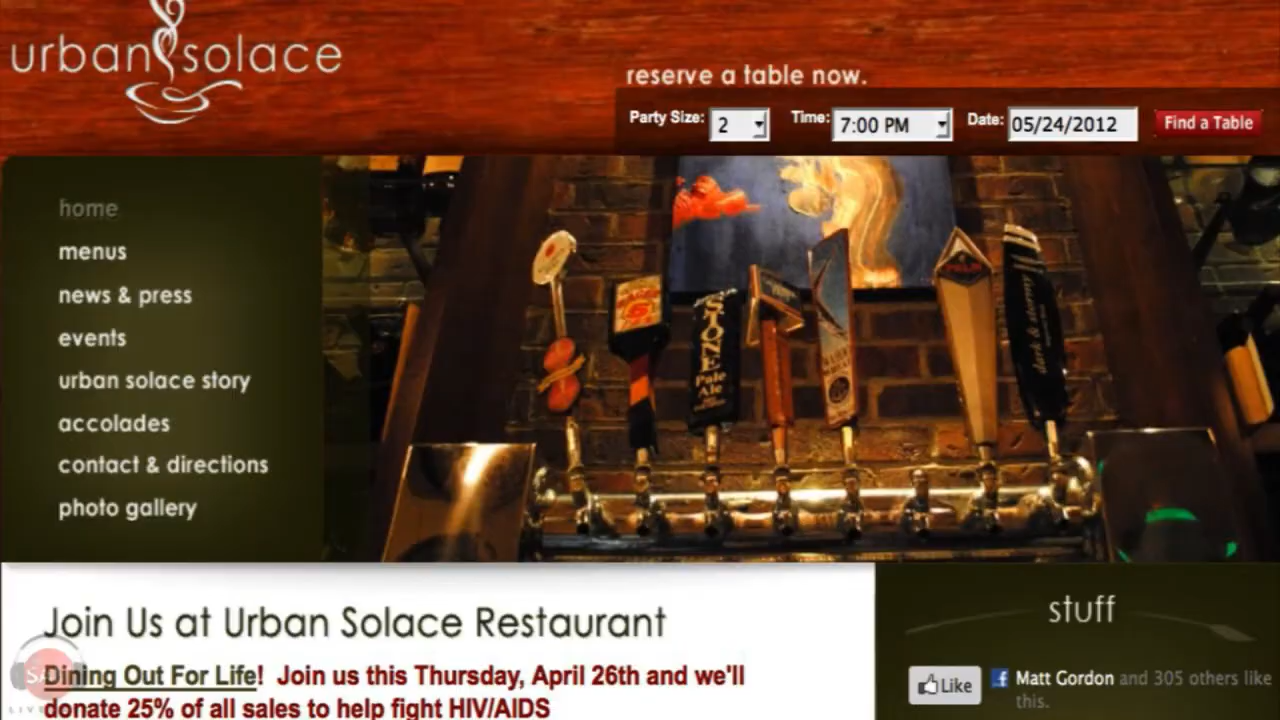 urban solace
reserve a table now.
Party Size: 2 Time: 7:00 PM Date: 05/24/2012 Find a Table
home
menus
news & press
events
urban solace story
accolades
contact & directions
photo gallery
STONE
Pale
Ale
dark & stormy
Join Us at Urban Solace Restaurant
Dining Out For Life! Join us this Thursday, April 26th and we'll
donate 25% of all sales to help fight HIV/AIDS
stuff
Like
Matt Gordon and 305 others like
this.